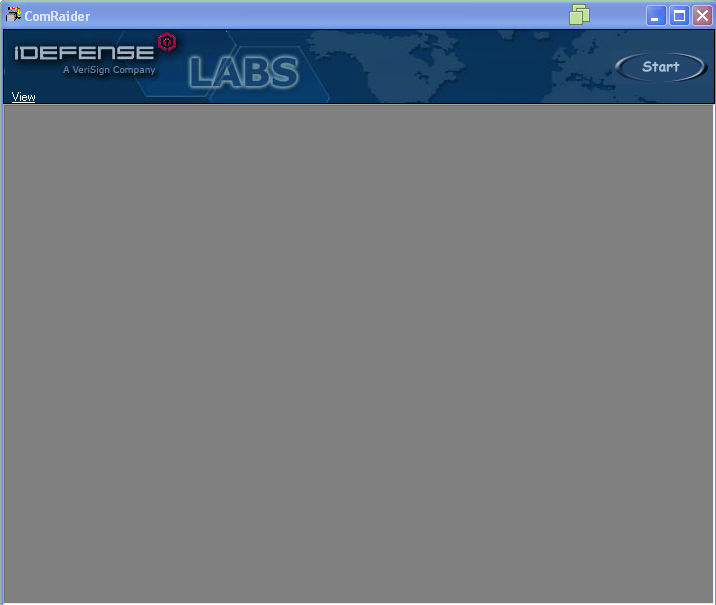 ComRaider
iDEFENSE
A VeriSign Company
LABS
Start
View